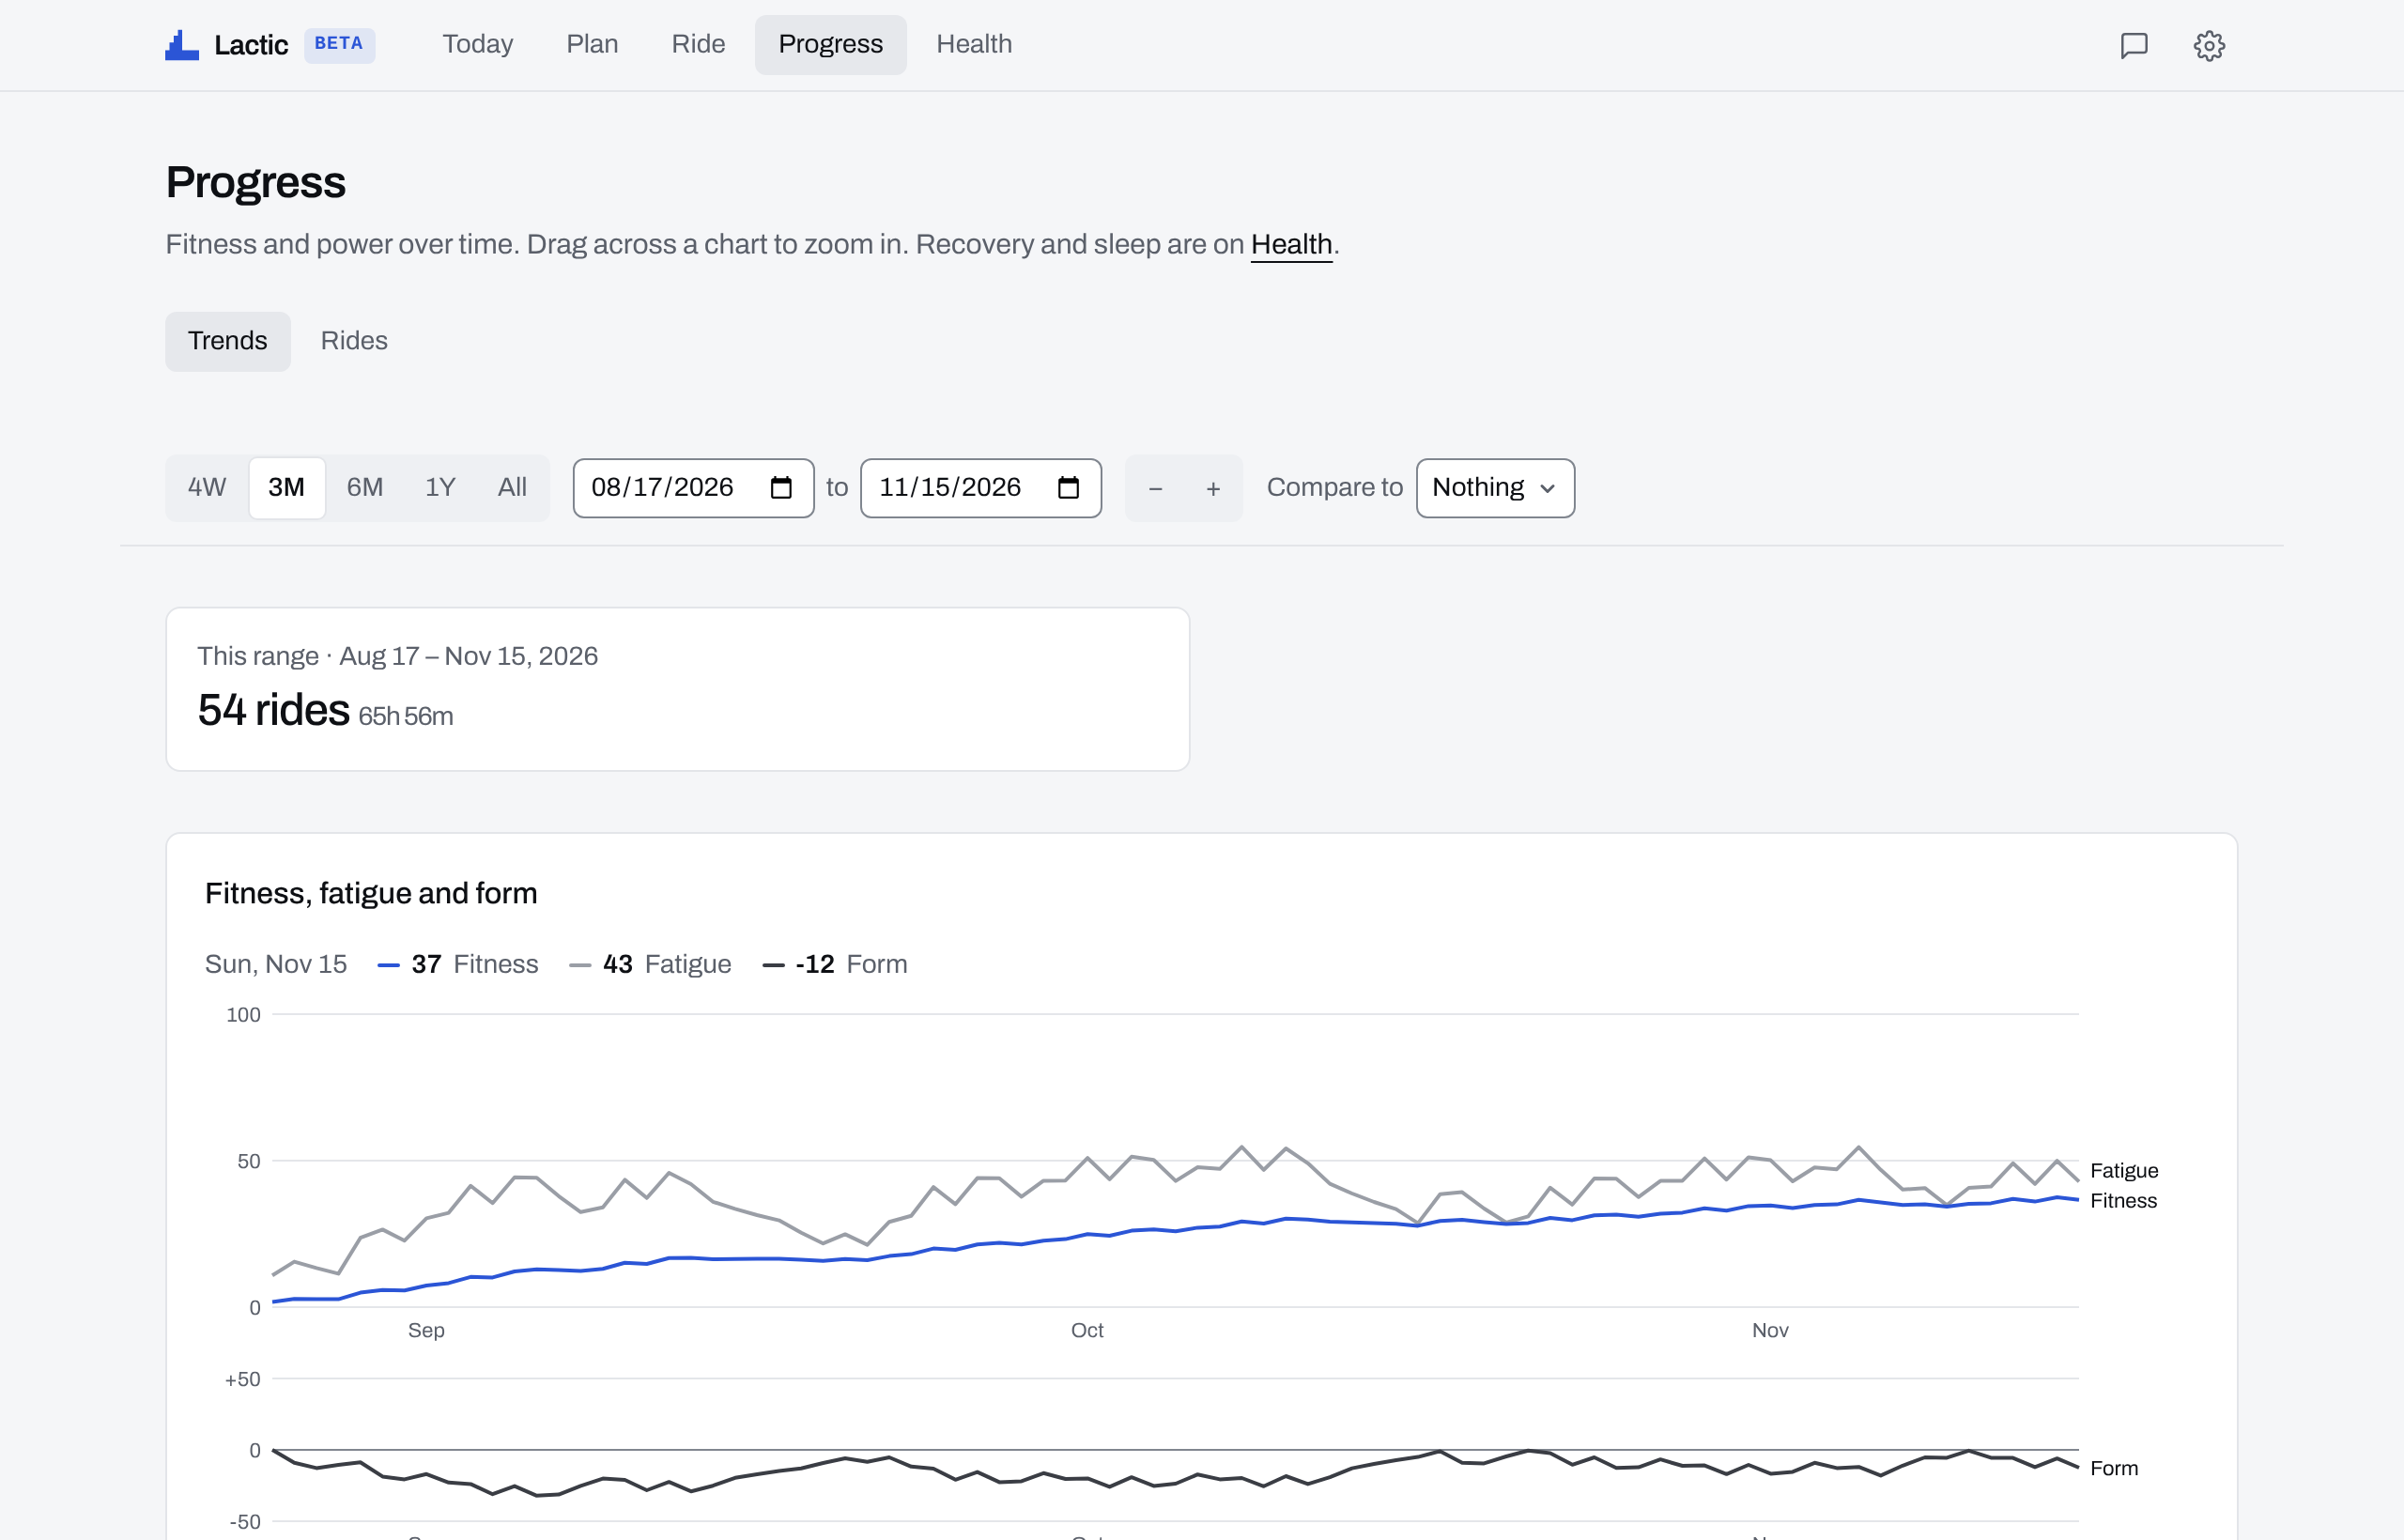 Lactic BETA Today Plan Ride Progress Health
Progress
Fitness and power over time. Drag across a chart to zoom in. Recovery and sleep are on Health.
Trends Rides
4W 3M 6M 1Y All 08/17/2026 to 11/15/2026 – + Compare to Nothing
This range · Aug 17 – Nov 15, 2026
54 rides 65h 56m
Fitness, fatigue and form
Sun, Nov 15 37 Fitness 43 Fatigue -12 Form
100
50
Fatigue
Fitness
0
Sep Oct Nov
+50
0
Form
-50